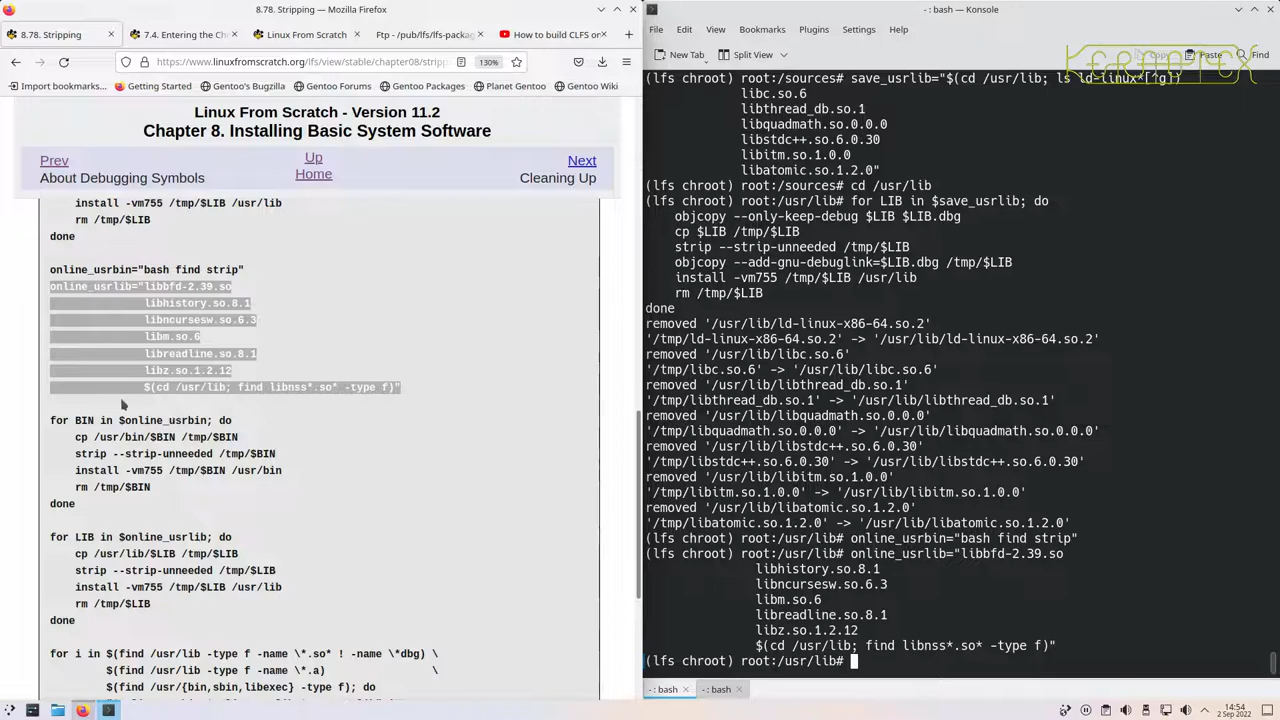 8.78. Stripping — Mozilla Firefox
8.78. Stripping
7.4. Entering the Ch
Linux From Scratch
Ftp - /pub/lfs/lfs-packag
How to build CLFS on
https://www.linuxfromscratch.org/lfs/view/stable/chapter08/stripp
130%
Import bookmarks...
Getting Started
Gentoo's Bugzilla
Gentoo Forums
Gentoo Packages
Planet Gentoo
Gentoo Wiki
Linux From Scratch - Version 11.2
Chapter 8. Installing Basic System Software
Prev
Up
Next
About Debugging Symbols
Home
Cleaning Up
install -vm755 /tmp/$LIB /usr/lib
rm /tmp/$LIB
done
online_usrbin="bash find strip"
online_usrlib="libbfd-2.39.so
libhistory.so.8.1
libncursesw.so.6.3
libm.so.6
libreadline.so.8.1
libz.so.1.2.12
$(cd /usr/lib; find libnss*.so* -type f)"
for BIN in $online_usrbin; do
cp /usr/bin/$BIN /tmp/$BIN
strip --strip-unneeded /tmp/$BIN
install -vm755 /tmp/$BIN /usr/bin
rm /tmp/$BIN
done
for LIB in $online_usrlib; do
cp /usr/lib/$LIB /tmp/$LIB
strip --strip-unneeded /tmp/$LIB
install -vm755 /tmp/$LIB /usr/lib
rm /tmp/$LIB
done
for i in $(find /usr/lib -type f -name \*.so* ! -name \*dbg) \
$(find /usr/lib -type f -name \*.a) \
$(find /usr/{bin,sbin,libexec} -type f); do
- : bash — Konsole
File Edit View Bookmarks Plugins Settings Help
New Tab
Split View
Copy
Paste
Find
KERNOTEX
(lfs chroot) root:/sources# save_usrlib="$(cd /usr/lib; ls ld-linux*[^g])
libc.so.6
libthread_db.so.1
libquadmath.so.0.0.0
libstdc++.so.6.0.30
libitm.so.1.0.0
libatomic.so.1.2.0"
(lfs chroot) root:/sources# cd /usr/lib
(lfs chroot) root:/usr/lib# for LIB in $save_usrlib; do
objcopy --only-keep-debug $LIB $LIB.dbg
cp $LIB /tmp/$LIB
strip --strip-unneeded /tmp/$LIB
objcopy --add-gnu-debuglink=$LIB.dbg /tmp/$LIB
install -vm755 /tmp/$LIB /usr/lib
rm /tmp/$LIB
done
removed '/usr/lib/ld-linux-x86-64.so.2'
'/tmp/ld-linux-x86-64.so.2' -> '/usr/lib/ld-linux-x86-64.so.2'
removed '/usr/lib/libc.so.6'
'/tmp/libc.so.6' -> '/usr/lib/libc.so.6'
removed '/usr/lib/libthread_db.so.1'
'/tmp/libthread_db.so.1' -> '/usr/lib/libthread_db.so.1'
removed '/usr/lib/libquadmath.so.0.0.0'
'/tmp/libquadmath.so.0.0.0' -> '/usr/lib/libquadmath.so.0.0.0'
removed '/usr/lib/libstdc++.so.6.0.30'
'/tmp/libstdc++.so.6.0.30' -> '/usr/lib/libstdc++.so.6.0.30'
removed '/usr/lib/libitm.so.1.0.0'
'/tmp/libitm.so.1.0.0' -> '/usr/lib/libitm.so.1.0.0'
removed '/usr/lib/libatomic.so.1.2.0'
'/tmp/libatomic.so.1.2.0' -> '/usr/lib/libatomic.so.1.2.0'
(lfs chroot) root:/usr/lib# online_usrbin="bash find strip"
(lfs chroot) root:/usr/lib# online_usrlib="libbfd-2.39.so
libhistory.so.8.1
libncursesw.so.6.3
libm.so.6
libreadline.so.8.1
libz.so.1.2.12
$(cd /usr/lib; find libnss*.so* -type f)"
(lfs chroot) root:/usr/lib#
- : bash
- : bash
14:54
2 Sep 2022